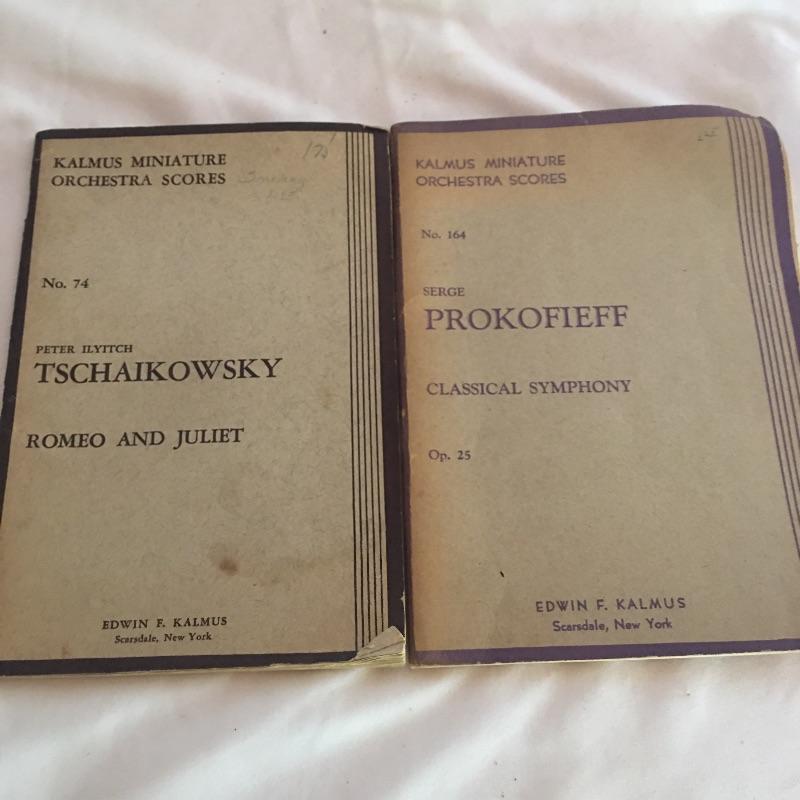 KALMUS MINIATURE
ORCHESTRA SCORES
No. 74
PETER ILYITCH
TSCHAIKOWSKY
ROMEO AND JULIET
EDWIN F. KALMUS
Scarsdale, New York
KALMUS MINIATURE
ORCHESTRA SCORES
No. 164
SERGE
PROKOFIEFF
CLASSICAL SYMPHONY
Op. 25
EDWIN F. KALMUS
Scarsdale, New York